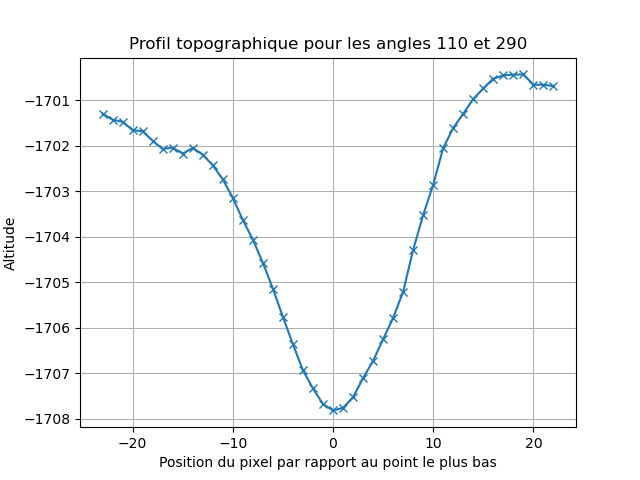 Profil topographique pour les angles 110 et 290
Altitude
−1701
−1702
−1703
−1704
−1705
−1706
−1707
−1708
−20 −10 0 10 20
Position du pixel par rapport au point le plus bas